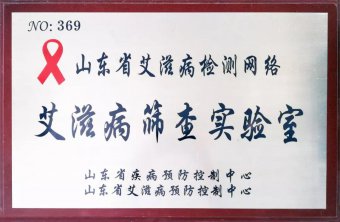 NO: 369
山东省艾滋病检测网络
艾滋病筛查实验室
山东省疾病预防控制中心
山东省艾滋病预防控制中心